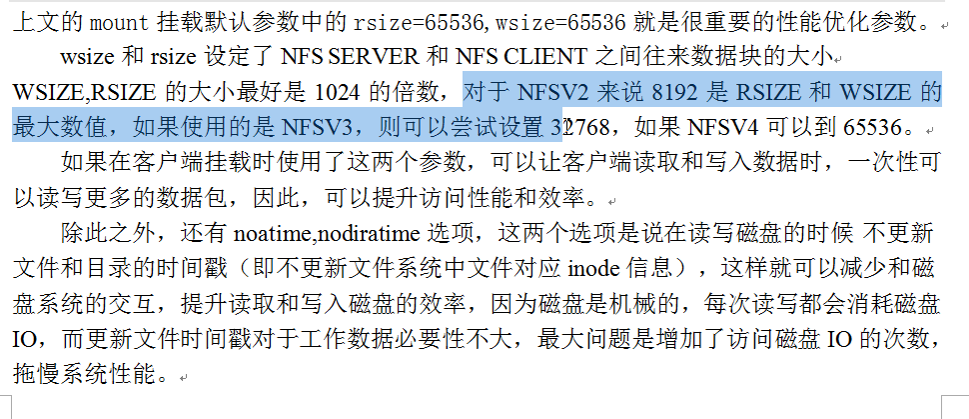 上文的 mount 挂载默认参数中的 rsize=65536,wsize=65536 就是很重要的性能优化参数。
wsize 和 rsize 设定了 NFS SERVER 和 NFS CLIENT 之间往来数据块的大小
WSIZE,RSIZE 的大小最好是 1024 的倍数，对于 NFSV2 来说 8192 是 RSIZE 和 WSIZE 的
最大数值，如果使用的是 NFSV3，则可以尝试设置 32768，如果 NFSV4 可以到 65536。
如果在客户端挂载时使用了这两个参数，可以让客户端读取和写入数据时，一次性可
以读写更多的数据包，因此，可以提升访问性能和效率。
除此之外，还有 noatime,nodiratime 选项，这两个选项是说在读写磁盘的时候 不更新
文件和目录的时间戳（即不更新文件系统中文件对应 inode 信息），这样就可以减少和磁
盘系统的交互，提升读取和写入磁盘的效率，因为磁盘是机械的，每次读写都会消耗磁盘
IO，而更新文件时间戳对于工作数据必要性不大，最大问题是增加了访问磁盘 IO 的次数，
拖慢系统性能。